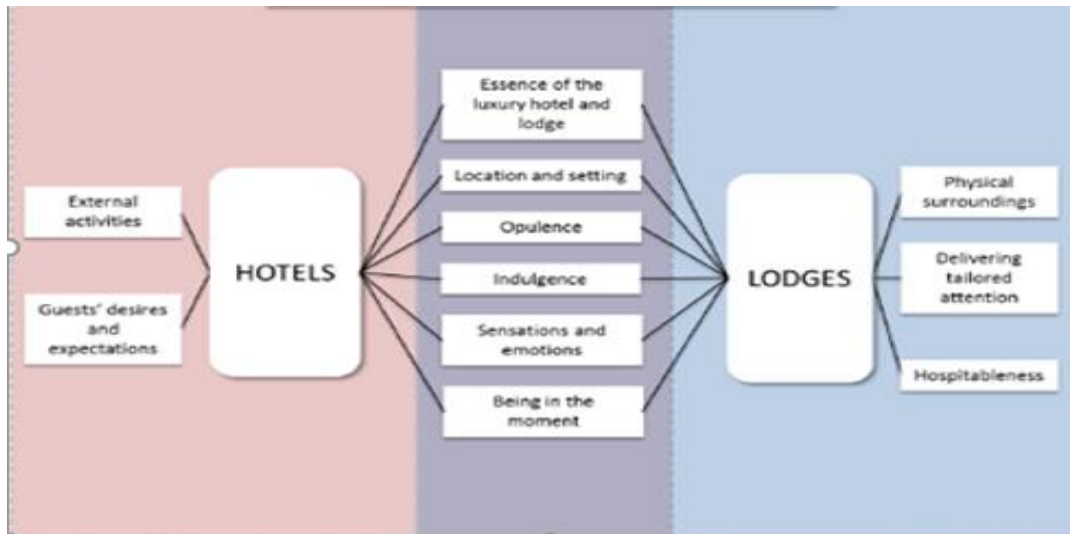 External
activities
Guests' desires
and
expectations
HOTELS
Essence of the
luxury hotel and
lodge
Location and setting
Opulence
Indulgence
Sensations and
emotions
Being in the
moment
LODGES
Physical
surroundings
Delivering
tailored
attention
Hospitableness